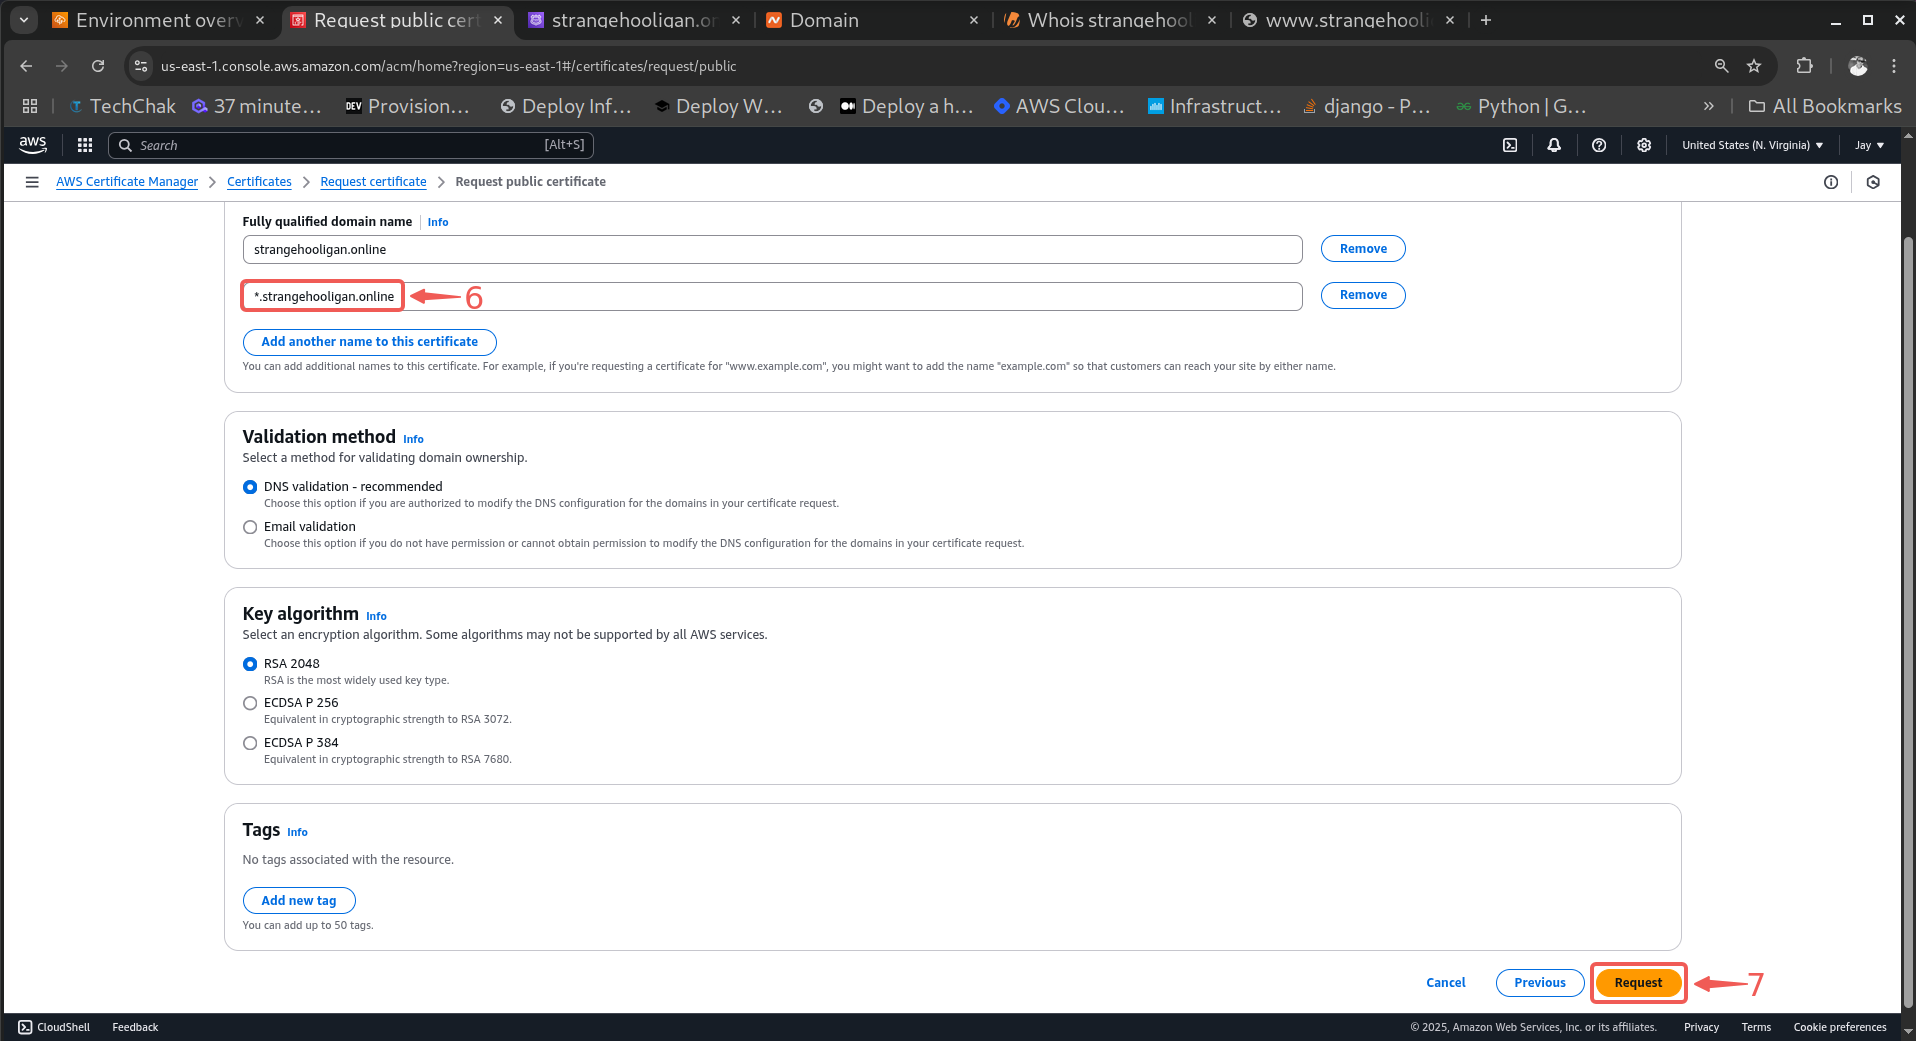 Environment overv
Request public cert
strangehooligan.or
Domain
Whois strangehool
www.strangehooli
us-east-1.console.aws.amazon.com/acm/home?region=us-east-1#/certificates/request/public
TechChak
37 minute...
DEV Provision...
Deploy Inf...
Deploy W...
Deploy a h...
AWS Clou...
Infrastruct...
django - P...
Python | G...
»
All Bookmarks
aws
Search
[Alt+S]
United States (N. Virginia)
Jay
AWS Certificate Manager
Certificates
Request certificate
Request public certificate
Fully qualified domain name Info
strangehooligan.online
Remove
*.strangehooligan.online
6
Remove
Add another name to this certificate
You can add additional names to this certificate. For example, if you're requesting a certificate for "www.example.com", you might want to add the name "example.com" so that customers can reach your site by either name.
Validation method Info
Select a method for validating domain ownership.
DNS validation - recommended
Choose this option if you are authorized to modify the DNS configuration for the domains in your certificate request.
Email validation
Choose this option if you do not have permission or cannot obtain permission to modify the DNS configuration for the domains in your certificate request.
Key algorithm Info
Select an encryption algorithm. Some algorithms may not be supported by all AWS services.
RSA 2048
RSA is the most widely used key type.
ECDSA P 256
Equivalent in cryptographic strength to RSA 3072.
ECDSA P 384
Equivalent in cryptographic strength to RSA 7680.
Tags Info
No tags associated with the resource.
Add new tag
You can add up to 50 tags.
Cancel
Previous
Request
7
CloudShell
Feedback
© 2025, Amazon Web Services, Inc. or its affiliates.
Privacy
Terms
Cookie preferences